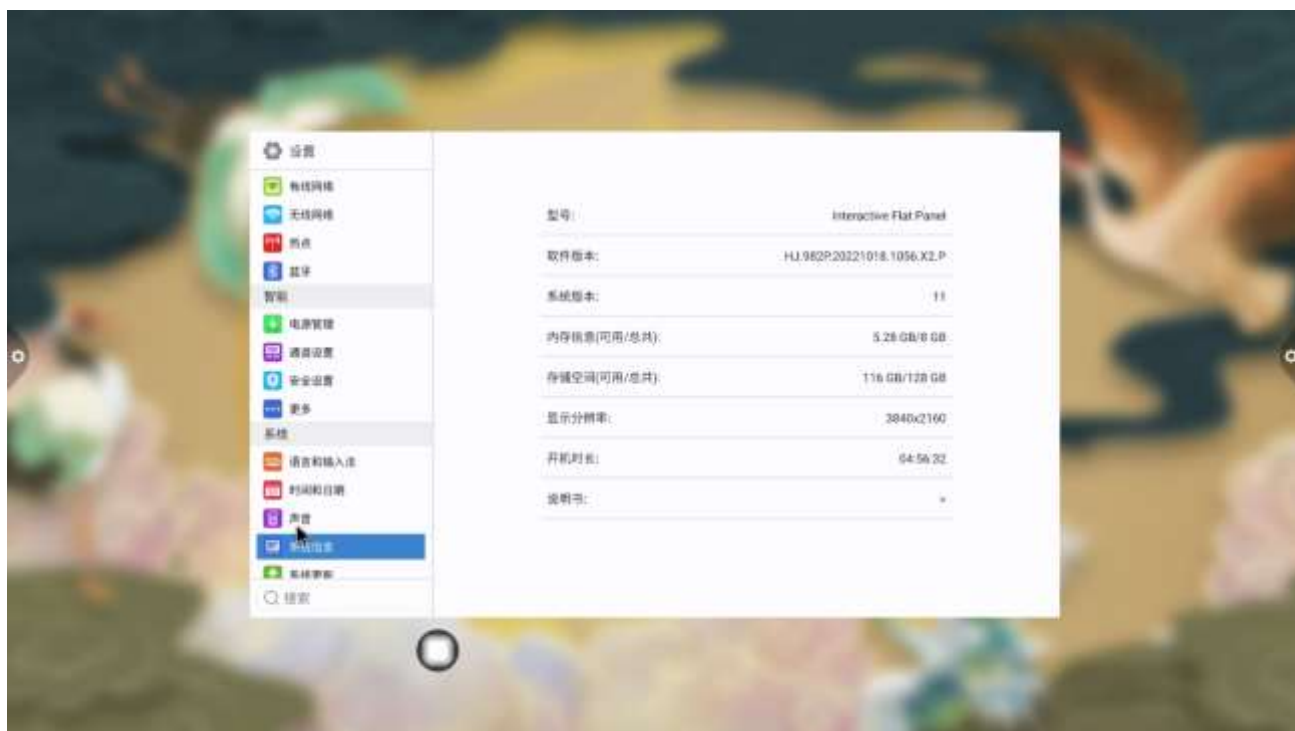 设置
有线网络
无线网络
热点
蓝牙
智能
电源管理
通道设置
安全设置
更多
系统
语言和输入法
时间和日期
声音
系统信息
系统更新
搜索
型号: Interactive Flat Panel
软件版本: HJ.982P.20221018.1056.X2.P
系统版本: 11
内存信息(可用/总共): 5.28 GB/8 GB
存储空间(可用/总共): 116 GB/128 GB
显示分辨率: 3840x2160
开机时长: 04:56:32
说明书: